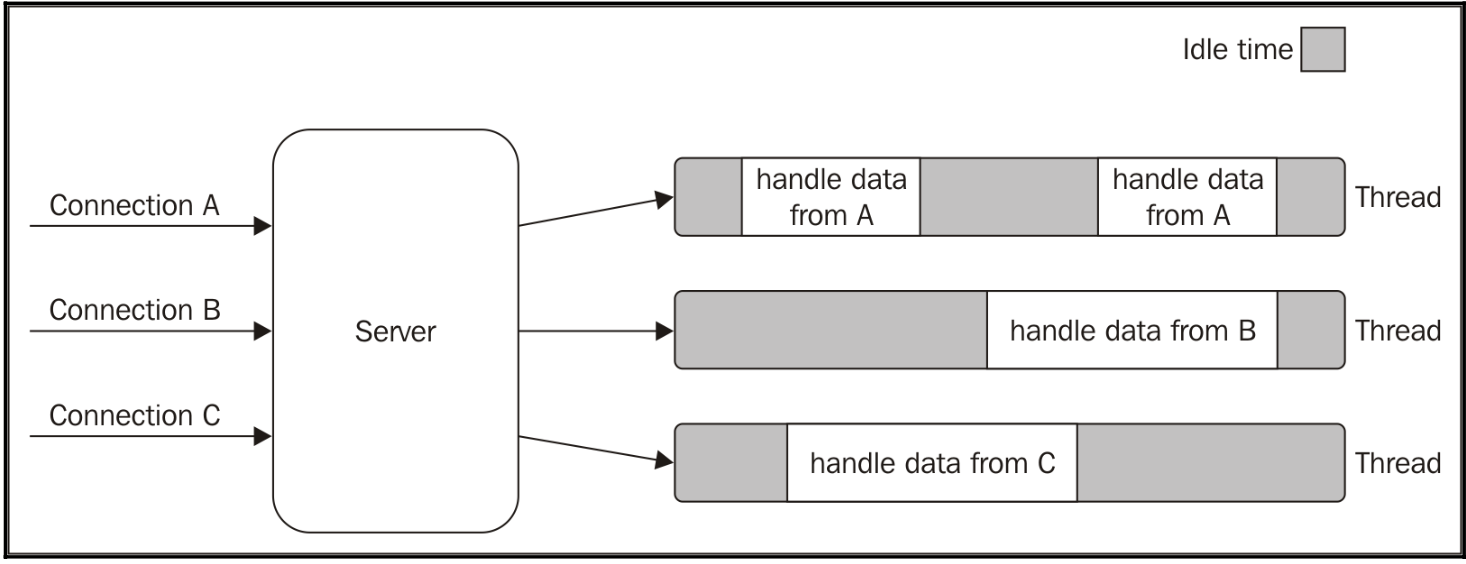 Idle time
Connection A
Connection B
Connection C
Server
handle data
from A
handle data
from A
Thread
handle data from B
Thread
handle data from C
Thread